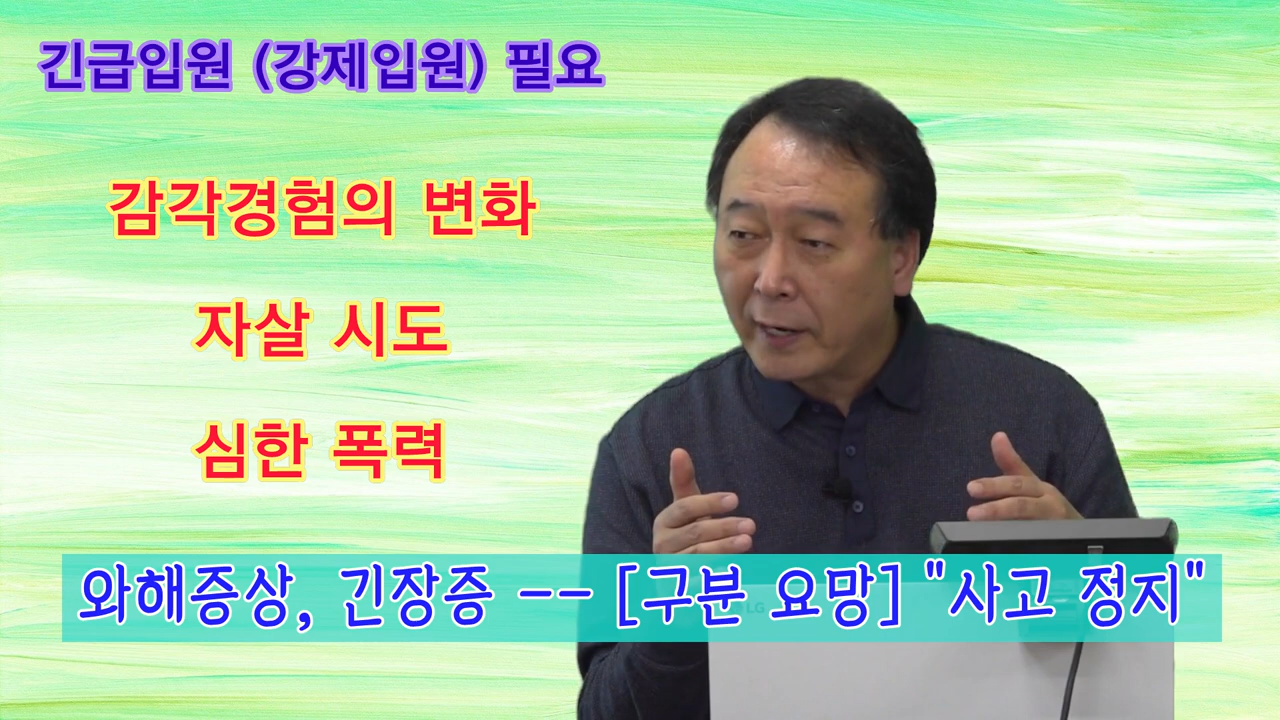 긴급입원 (강제입원) 필요
감각경험의 변화
자살 시도
심한 폭력
와해증상, 긴장증 -- [구분 요망] "사고 정지"
LG